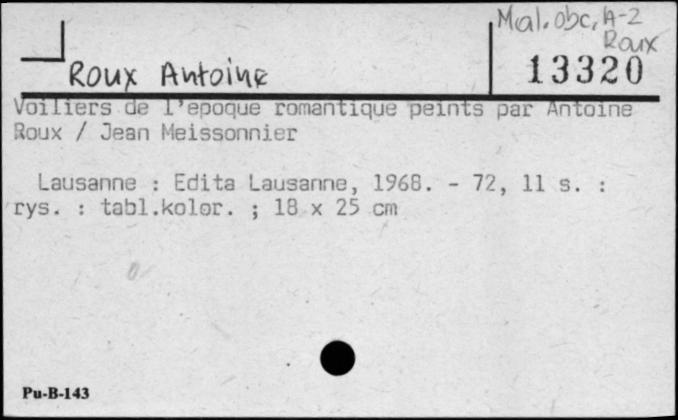 Mal. obc. A-2
Roux
13320
Roux Antoine
Voiliers de l'epoque romantique peints par Antoine
Roux / Jean Meissonnier
Lausanne : Edita Lausanne, 1968. - 72, 11 s. :
rys. : tabl.kolor. ; 18 x 25 cm
Pu-B-143